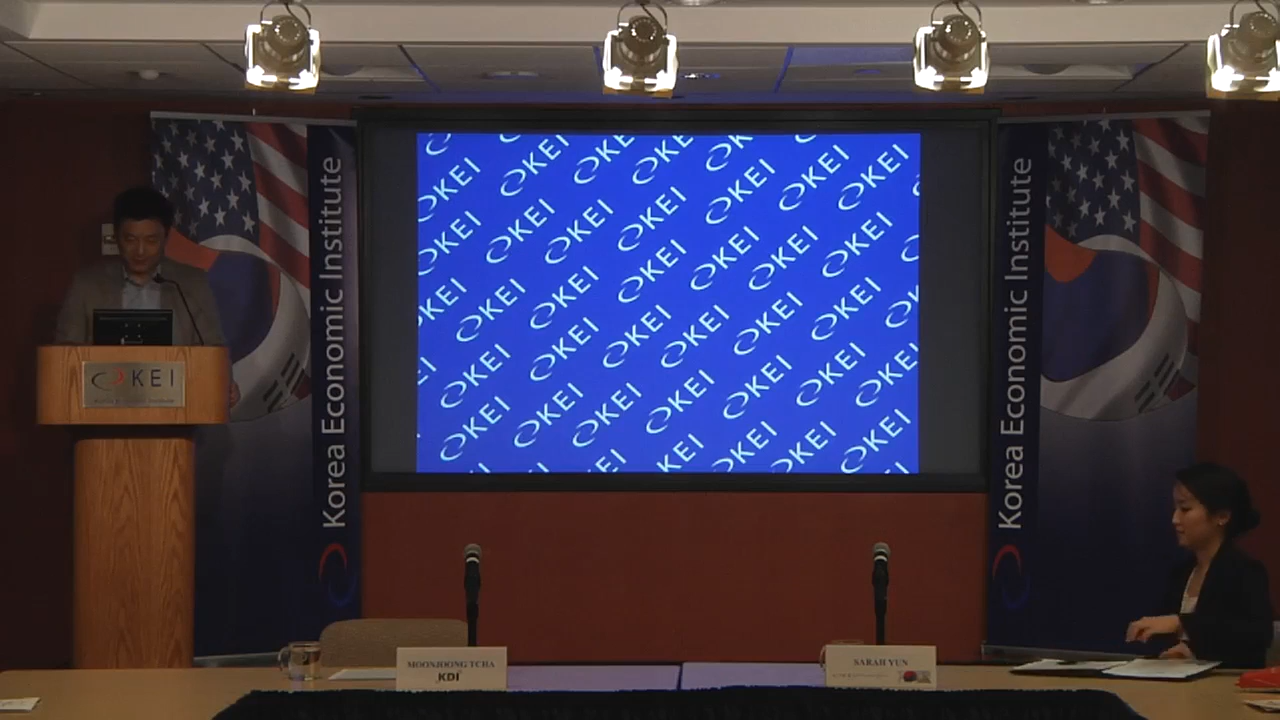 Korea Economic Institute
KEI
KEI
Korea Economic Institute
MOONJOONG TCHA
KDI
SARAH YUN